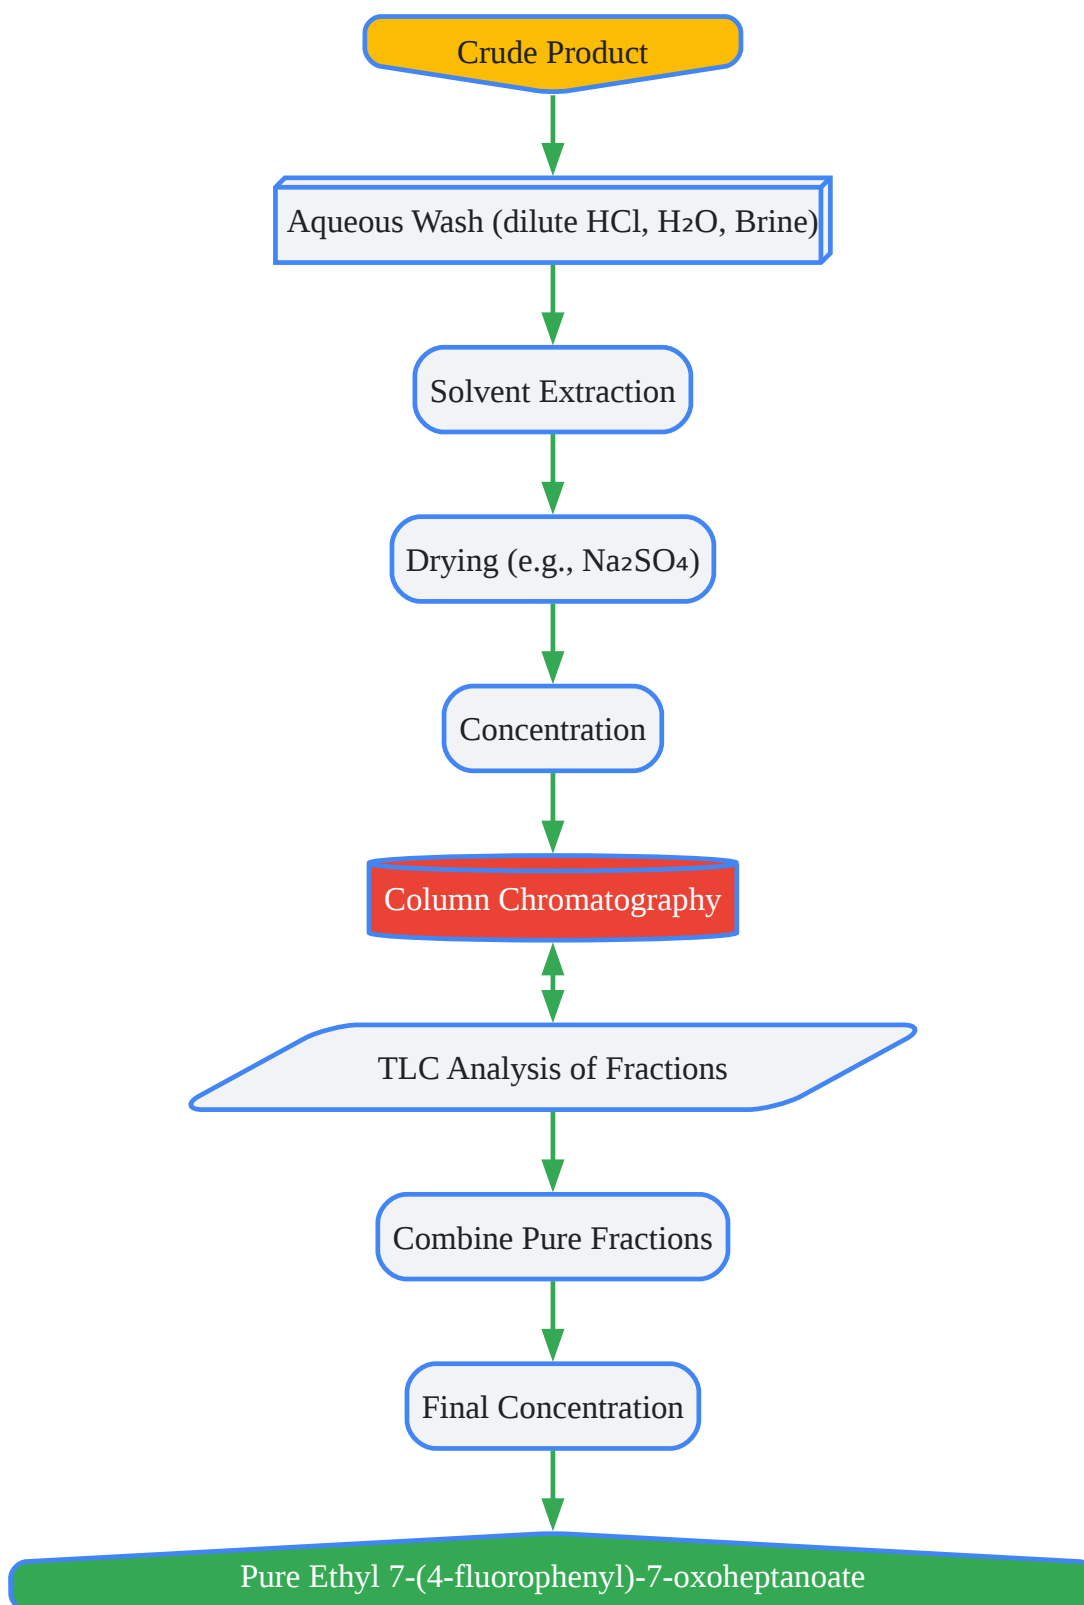 Crude Product
Aqueous Wash (dilute HCl, H₂O, Brine)
Solvent Extraction
Drying (e.g., Na₂SO₄)
Concentration
Column Chromatography
TLC Analysis of Fractions
Combine Pure Fractions
Final Concentration
Pure Ethyl 7-(4-fluorophenyl)-7-oxoheptanoate